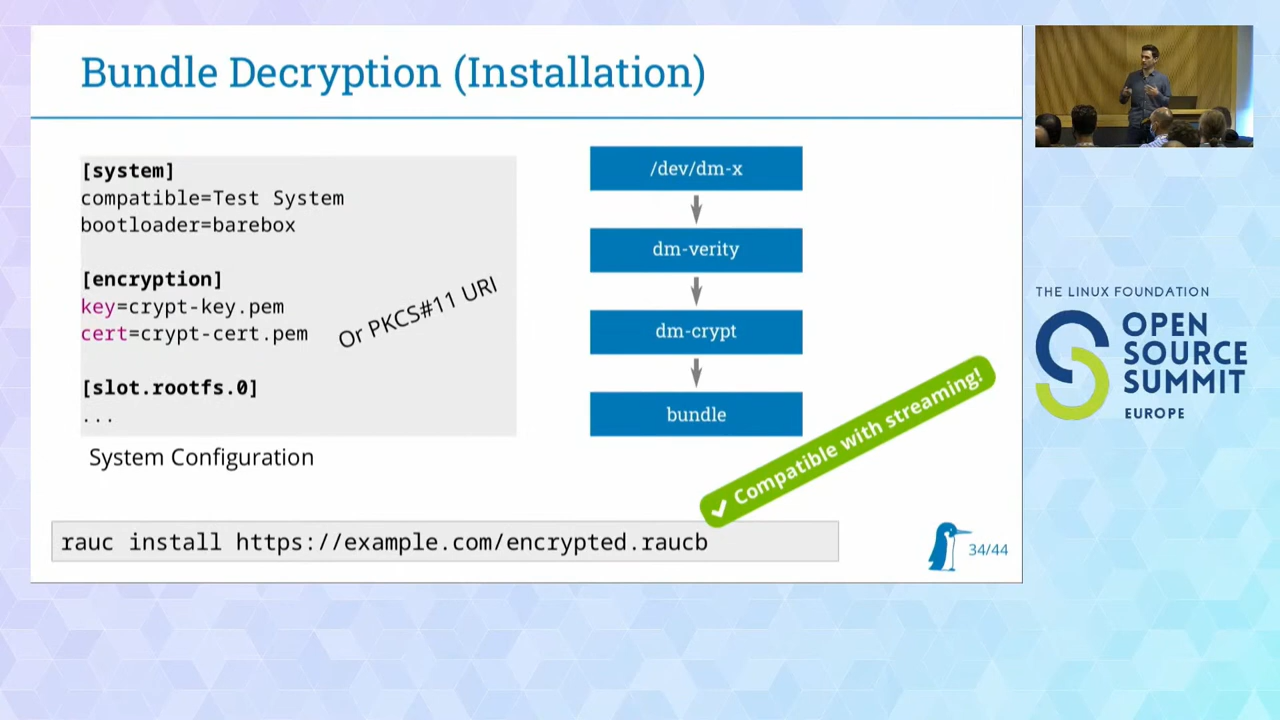 Bundle Decryption (Installation)
[system]
compatible=Test System
bootloader=barebox
[encryption]
key=crypt-key.pem
cert=crypt-cert.pem
Or PKCS#11 URI
[slot.rootfs.0]
...
System Configuration
/dev/dm-x
dm-verity
dm-crypt
bundle
✔ Compatible with streaming!
rauc install https://example.com/encrypted.raucb
34/44
THE LINUX FOUNDATION
OPEN
SOURCE
SUMMIT
EUROPE